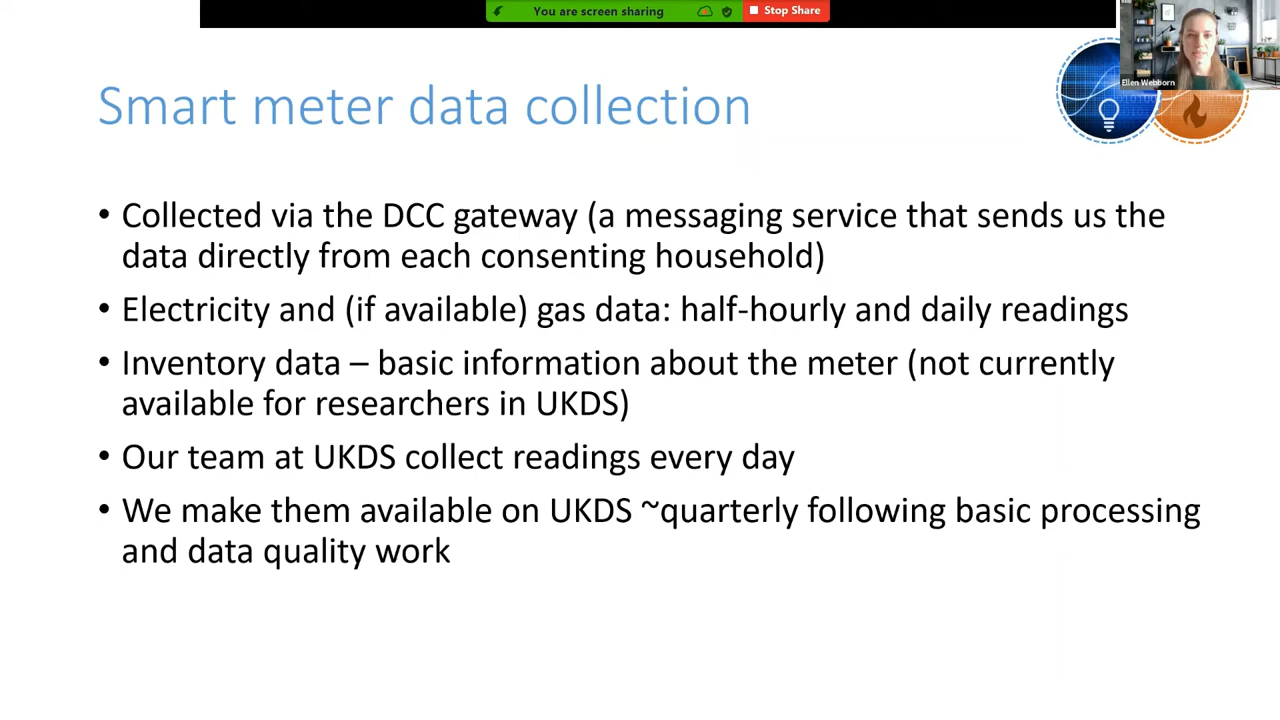 You are screen sharing
Stop Share
Ellen Webborn
Smart meter data collection
• Collected via the DCC gateway (a messaging service that sends us the
data directly from each consenting household)
• Electricity and (if available) gas data: half-hourly and daily readings
• Inventory data – basic information about the meter (not currently
available for researchers in UKDS)
• Our team at UKDS collect readings every day
• We make them available on UKDS ~quarterly following basic processing
and data quality work